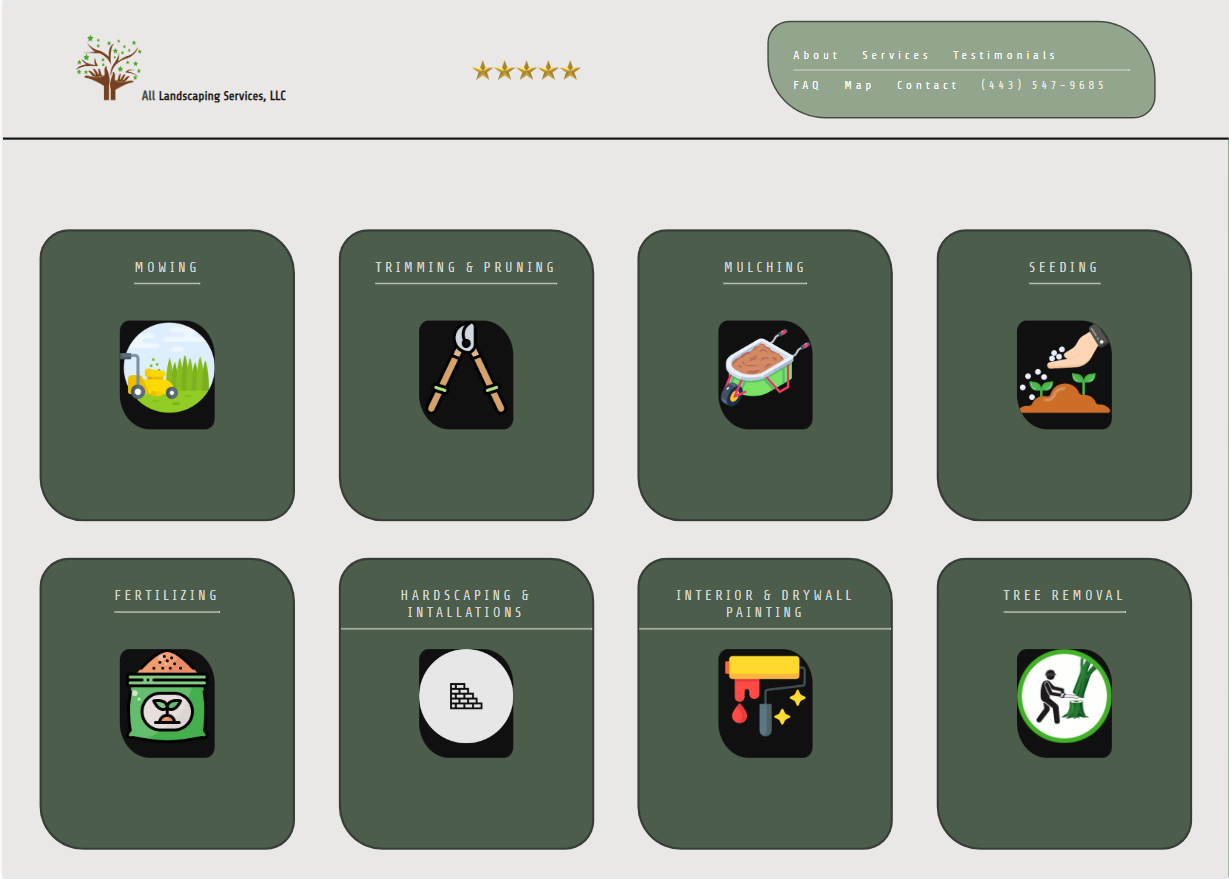 All Landscaping Services, LLC
About Services Testimonials
FAQ Map Contact (443) 547-9685
MOWING
TRIMMING & PRUNING
MULCHING
SEEDING
FERTILIZING
HARDSCAPING &
INTALLATIONS
INTERIOR & DRYWALL
PAINTING
TREE REMOVAL